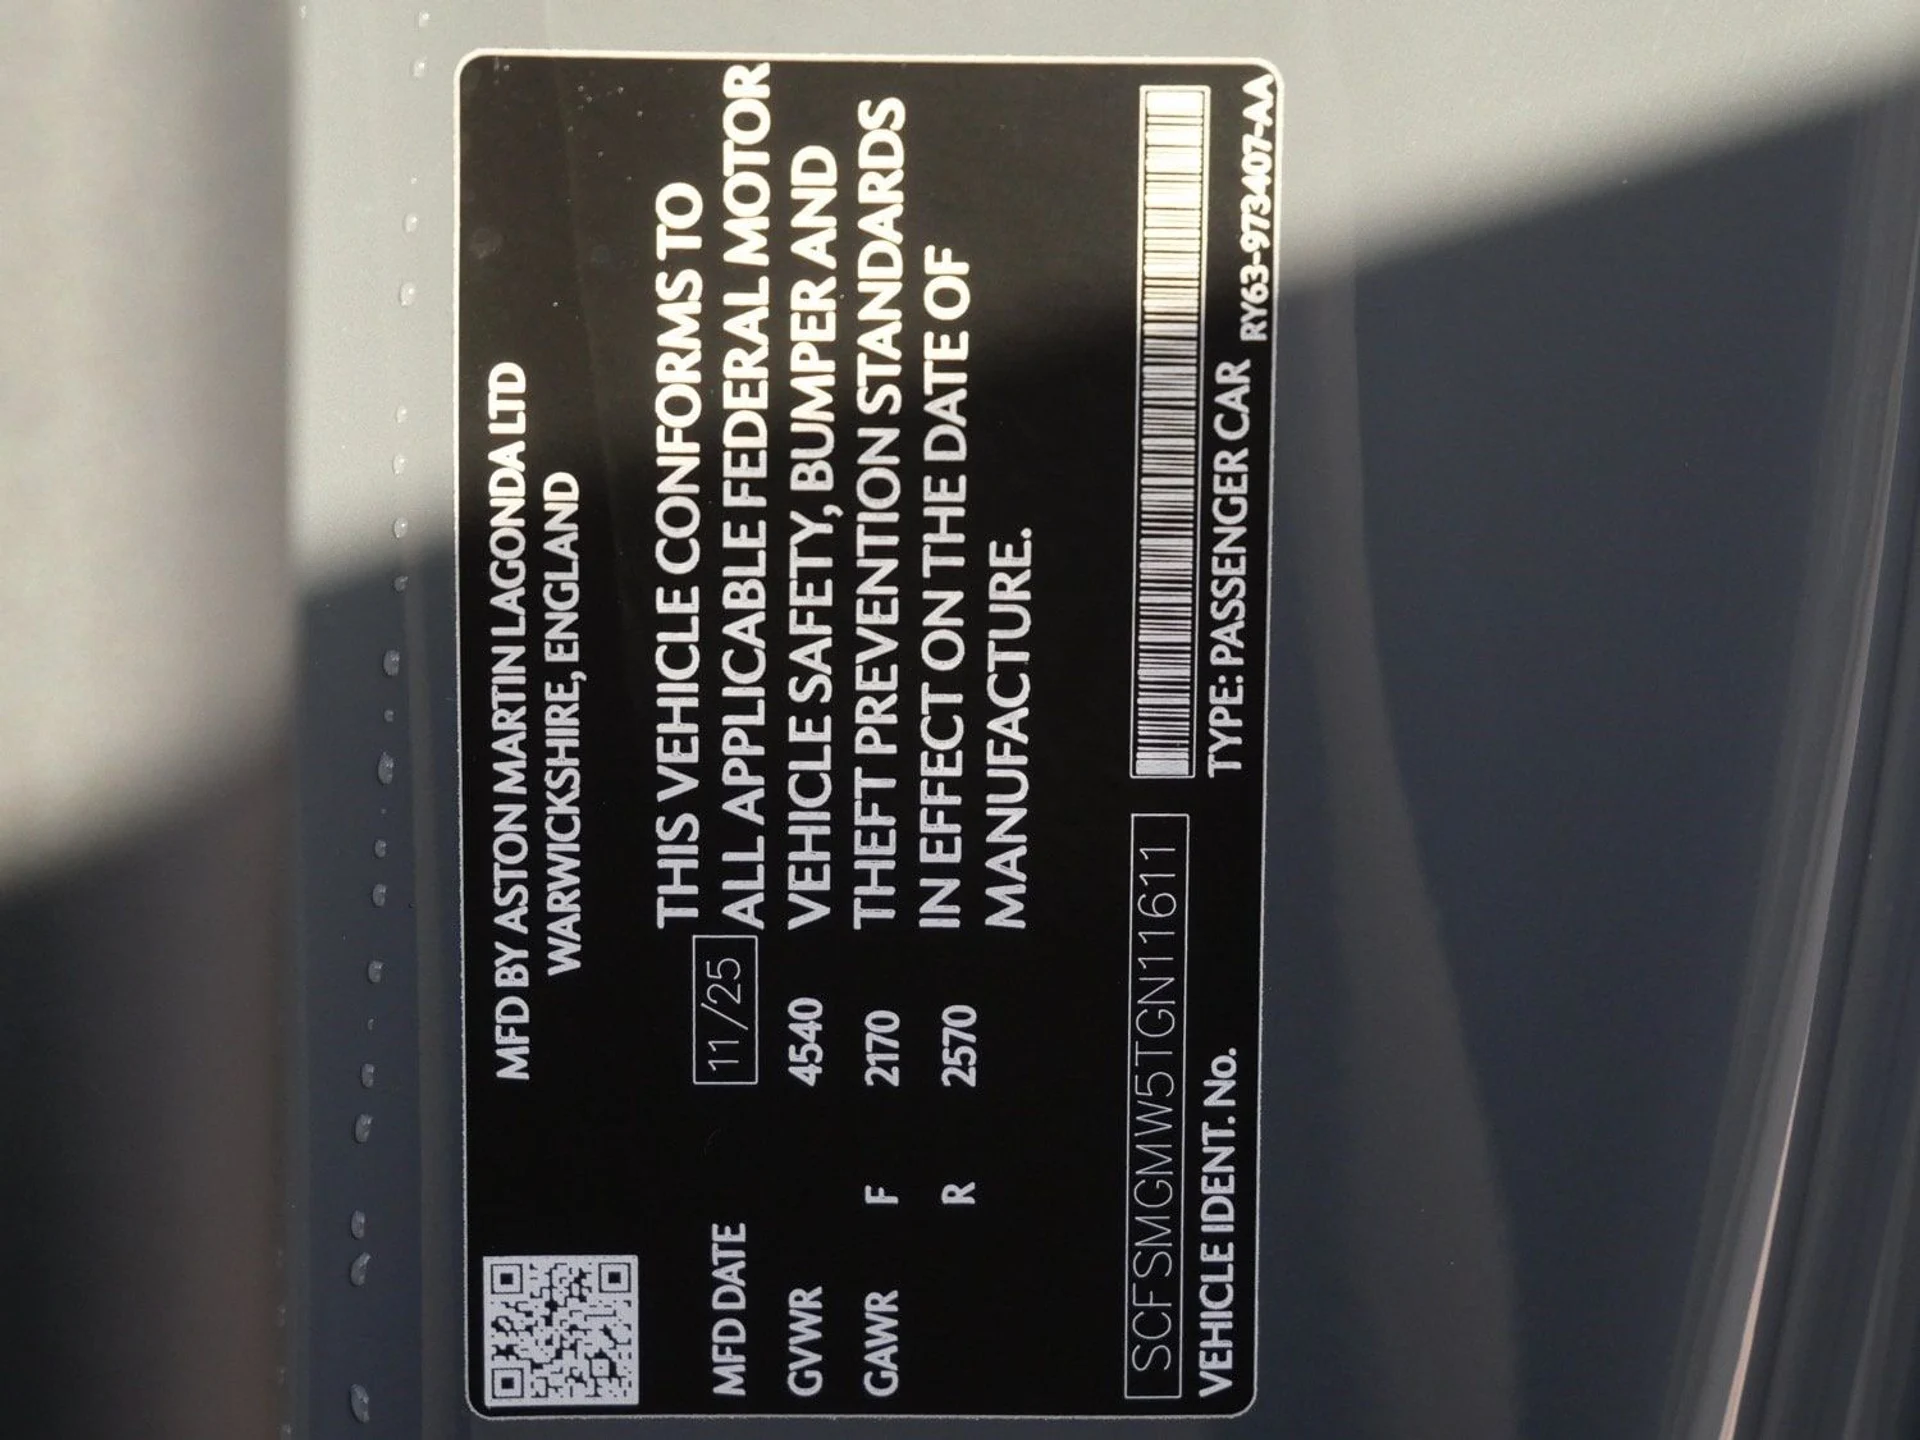 MFD BY ASTON MARTIN LAGONDA LTD
WARWICKSHIRE, ENGLAND
MFD DATE 11/25
GVWR 4540
GAWR F 2170
R 2570
THIS VEHICLE CONFORMS TO
ALL APPLICABLE FEDERAL MOTOR
VEHICLE SAFETY, BUMPER AND
THEFT PREVENTION STANDARDS
IN EFFECT ON THE DATE OF
MANUFACTURE.
SCFSMGMW5TGN11611
VEHICLE IDENT. No.
TYPE: PASSENGER CAR
RY63-973407-AA